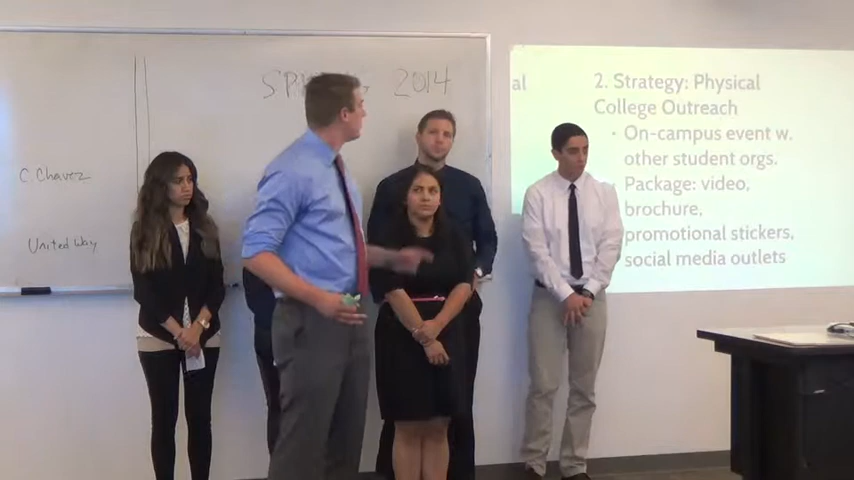 SPRING 2014
C. Chavez
United Way
al
2. Strategy: Physical
College Outreach
• On-campus event w.
other student orgs.
Package: video,
brochure,
promotional stickers,
social media outlets